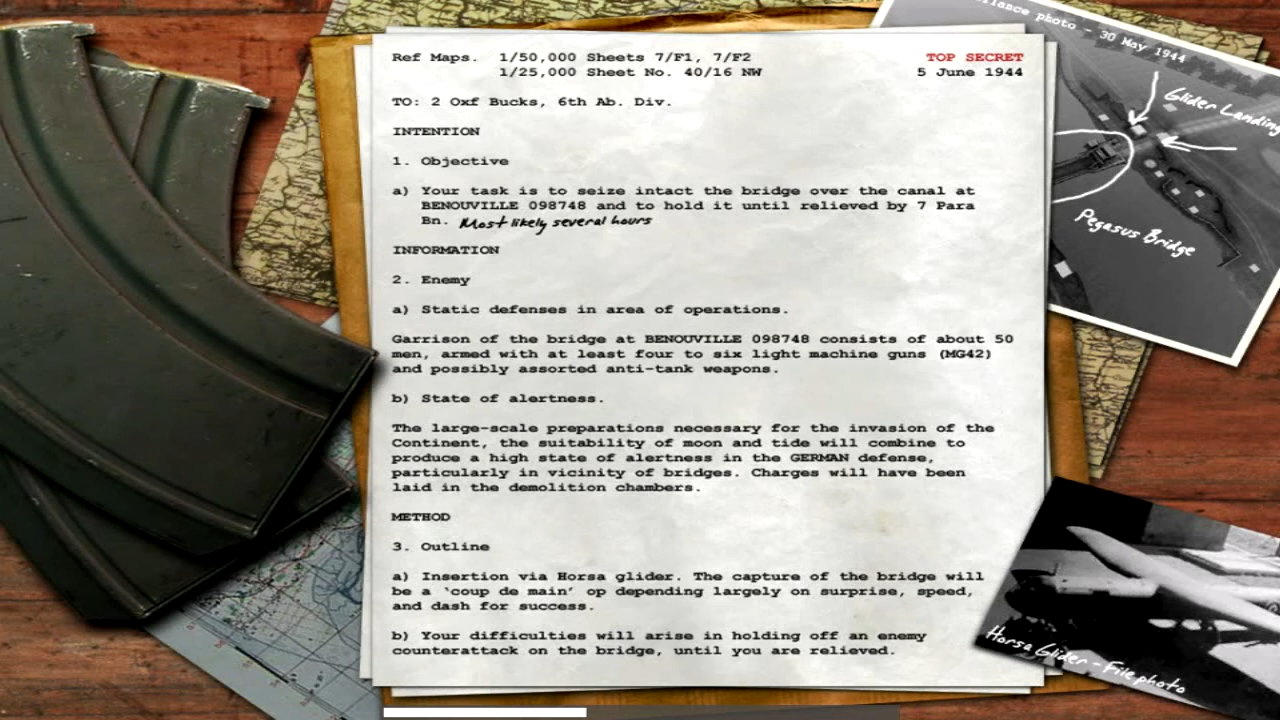 Ref Maps. 1/50,000 Sheets 7/F1, 7/F2
TOP SECRET
1/25,000 Sheet No. 40/16 NW
5 June 1944
TO: 2 Oxf Bucks, 6th Ab. Div.
INTENTION
1. Objective
a) Your task is to seize intact the bridge over the canal at
BENOUVILLE 098748 and to hold it until relieved by 7 Para
Bn. Most likely several hours
INFORMATION
2. Enemy
a) Static defenses in area of operations.
Garrison of the bridge at BENOUVILLE 098748 consists of about 50
men, armed with at least four to six light machine guns (MG42)
and possibly assorted anti-tank weapons.
b) State of alertness.
The large-scale preparations necessary for the invasion of the
Continent, the suitability of moon and tide will combine to
produce a high state of alertness in the GERMAN defense,
particularly in vicinity of bridges. Charges will have been
laid in the demolition chambers.
METHOD
3. Outline
a) Insertion via Horsa glider. The capture of the bridge will
be a ‘coup de main’ op depending largely on surprise, speed,
and dash for success.
b) Your difficulties will arise in holding off an enemy
counterattack on the bridge, until you are relieved.
photo - 30 May 1944
Glider Landing
Pegasus Bridge
Horsa Glider - File photo